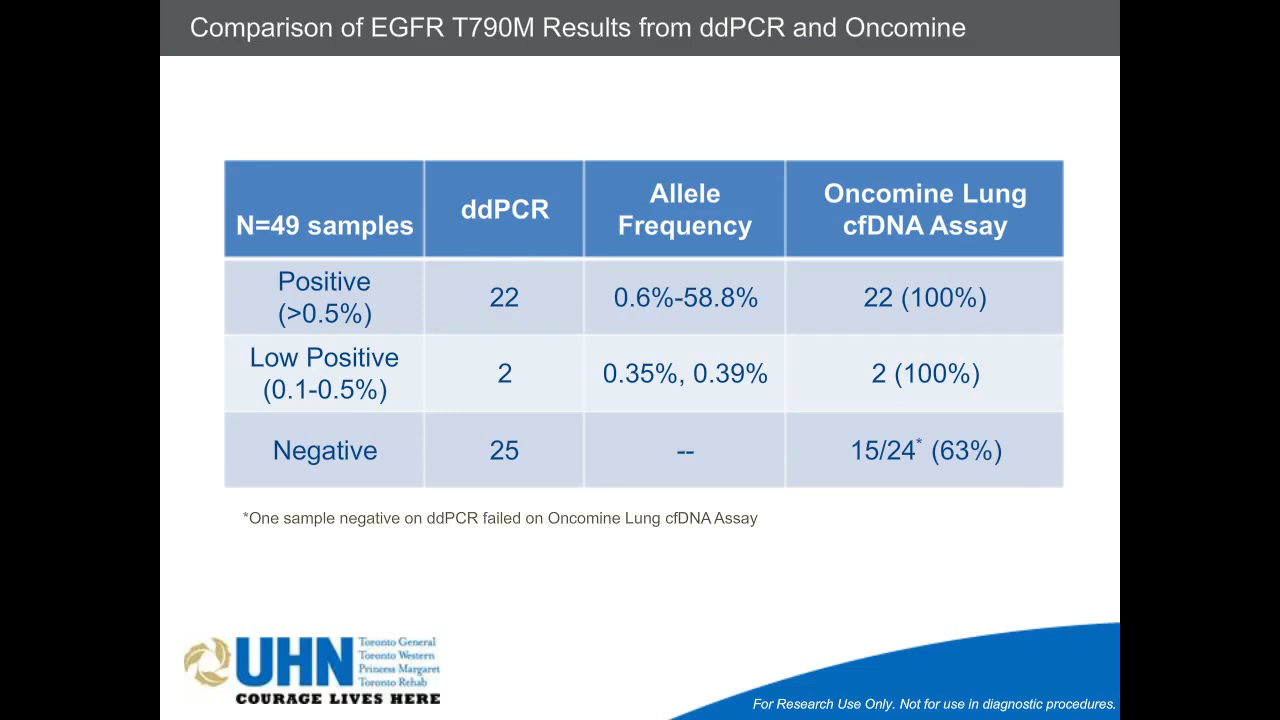 Comparison of EGFR T790M Results from ddPCR and Oncomine
N=49 samples
ddPCR
Allele
Frequency
Oncomine Lung
cfDNA Assay
Positive
(>0.5%)
22
0.6%-58.8%
22 (100%)
Low Positive
(0.1-0.5%)
2
0.35%, 0.39%
2 (100%)
Negative
25
--
15/24* (63%)
*One sample negative on ddPCR failed on Oncomine Lung cfDNA Assay
UHN
Toronto General
Toronto Western
Princess Margaret
Toronto Rehab
COURAGE LIVES HERE
For Research Use Only. Not for use in diagnostic procedures.